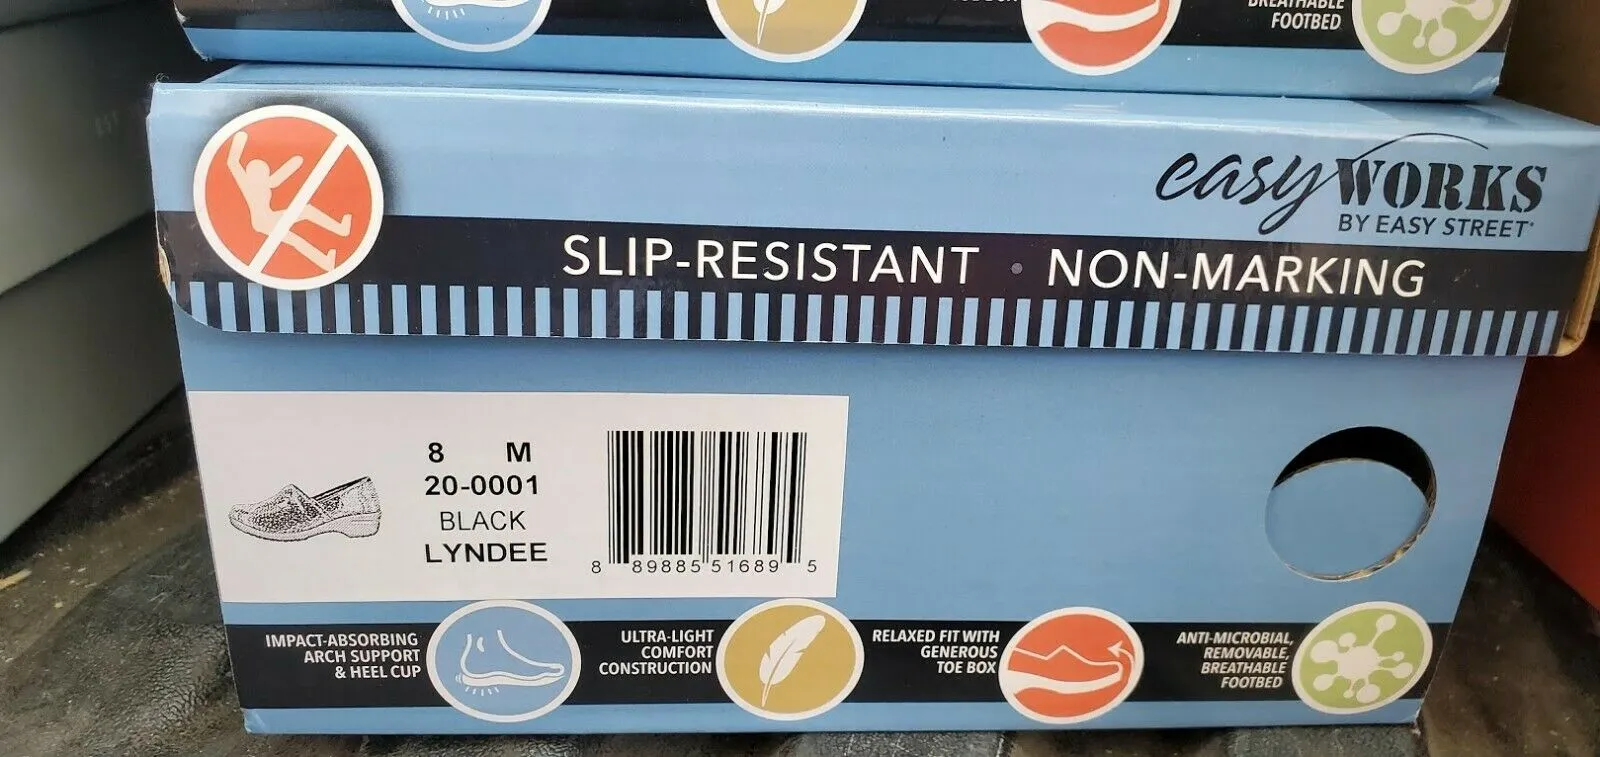 BREATHABLE
FOOTBED
easy WORKS
BY EASY STREET
SLIP-RESISTANT • NON-MARKING
8 M
20-0001
BLACK
LYNDEE
8 89885 51689 5
IMPACT-ABSORBING
ARCH SUPPORT
& HEEL CUP
ULTRA-LIGHT
COMFORT
CONSTRUCTION
RELAXED FIT WITH
GENEROUS
TOE BOX
ANTI-MICROBIAL,
REMOVABLE,
BREATHABLE
FOOTBED